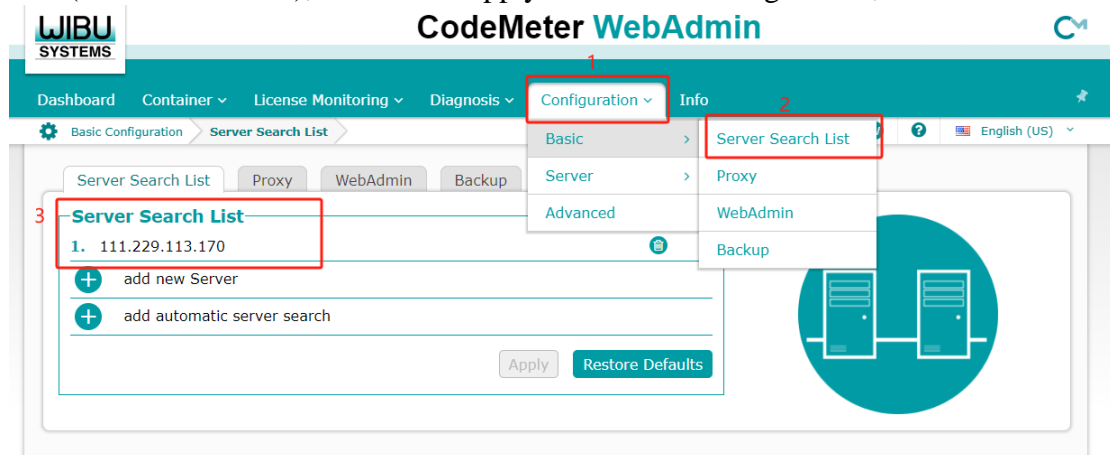 WIBU
SYSTEMS
CodeMeter WebAdmin
CM
1
Dashboard Container License Monitoring Diagnosis Configuration Info
2
Basic Configuration Server Search List
English (US)
Basic
Server Search List
Server Search List Proxy WebAdmin Backup
Server
Proxy
3
Server Search List
Advanced
WebAdmin
1. 111.229.113.170
Backup
add new Server
add automatic server search
Apply Restore Defaults